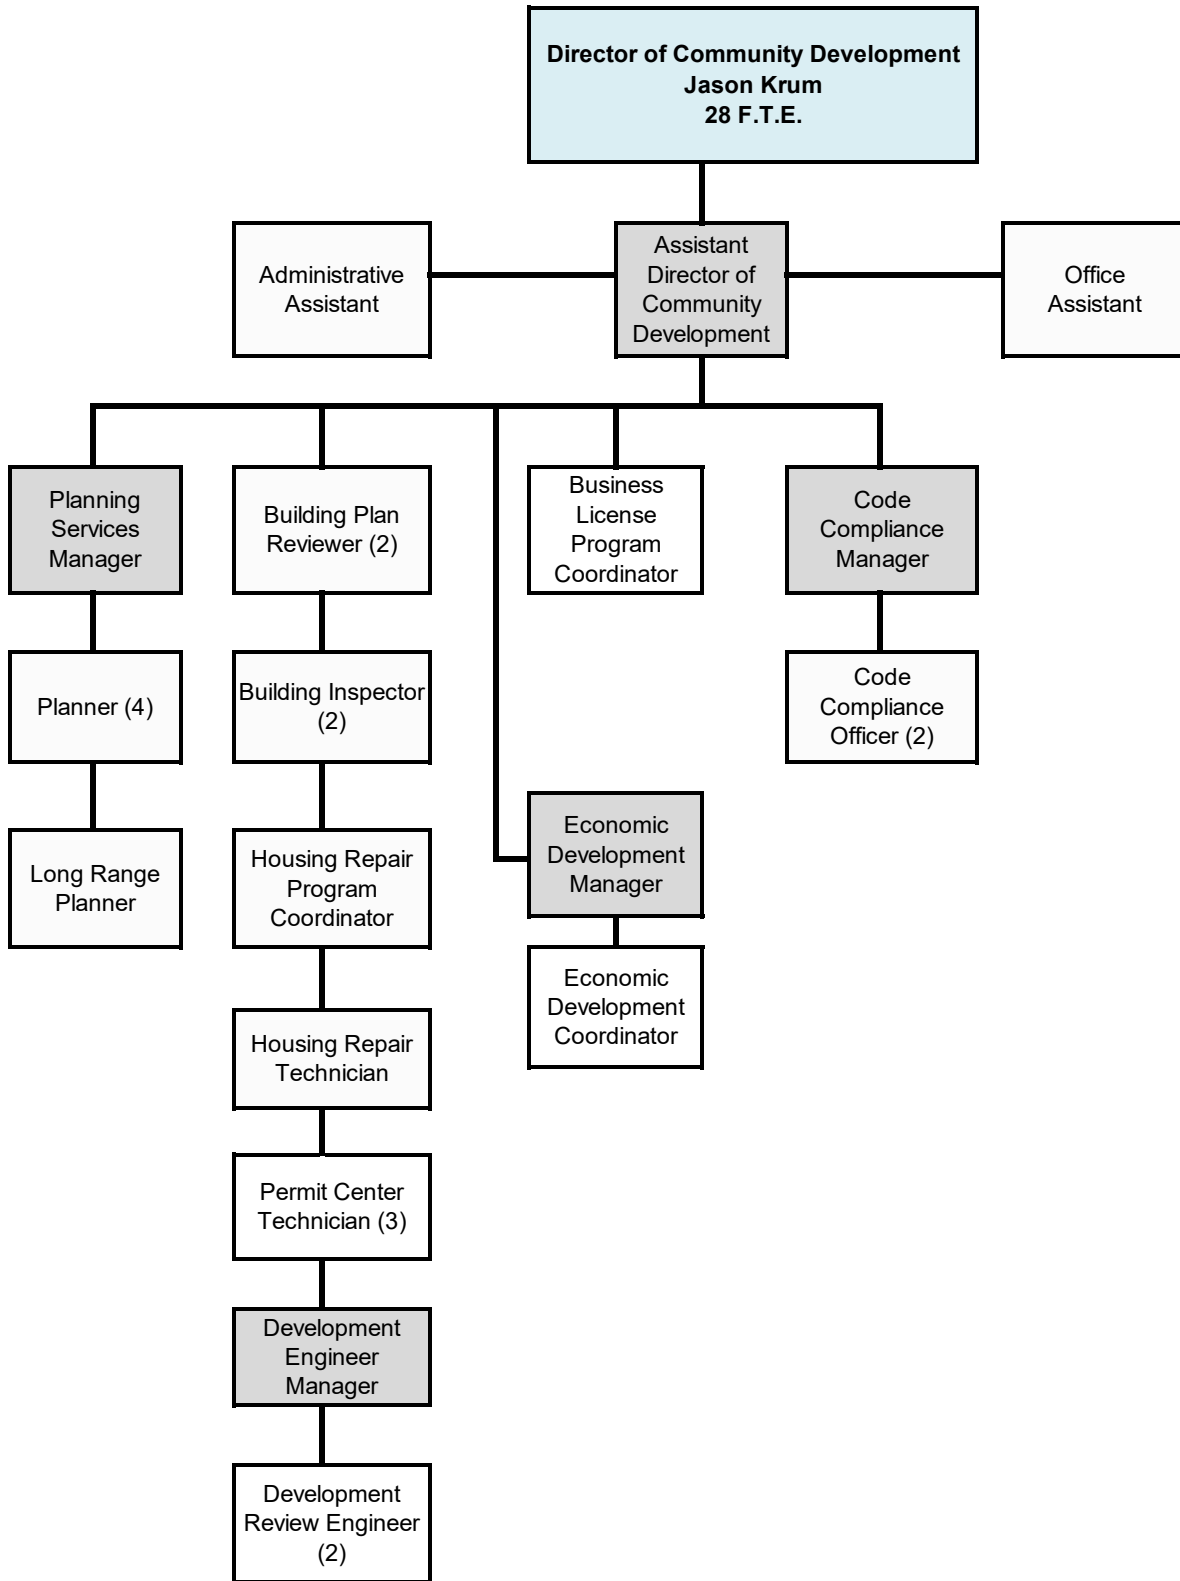 Director of Community Development
Jason Krum
28 F.T.E.
Administrative
Assistant
Assistant
Director of
Community
Development
Office
Assistant
Planning
Services
Manager
Building Plan
Reviewer (2)
Business
License
Program
Coordinator
Code
Compliance
Manager
Planner (4)
Building Inspector
(2)
Code
Compliance
Officer (2)
Long Range
Planner
Housing Repair
Program
Coordinator
Economic
Development
Manager
Housing Repair
Technician
Economic
Development
Coordinator
Permit Center
Technician (3)
Development
Engineer
Manager
Development
Review Engineer
(2)